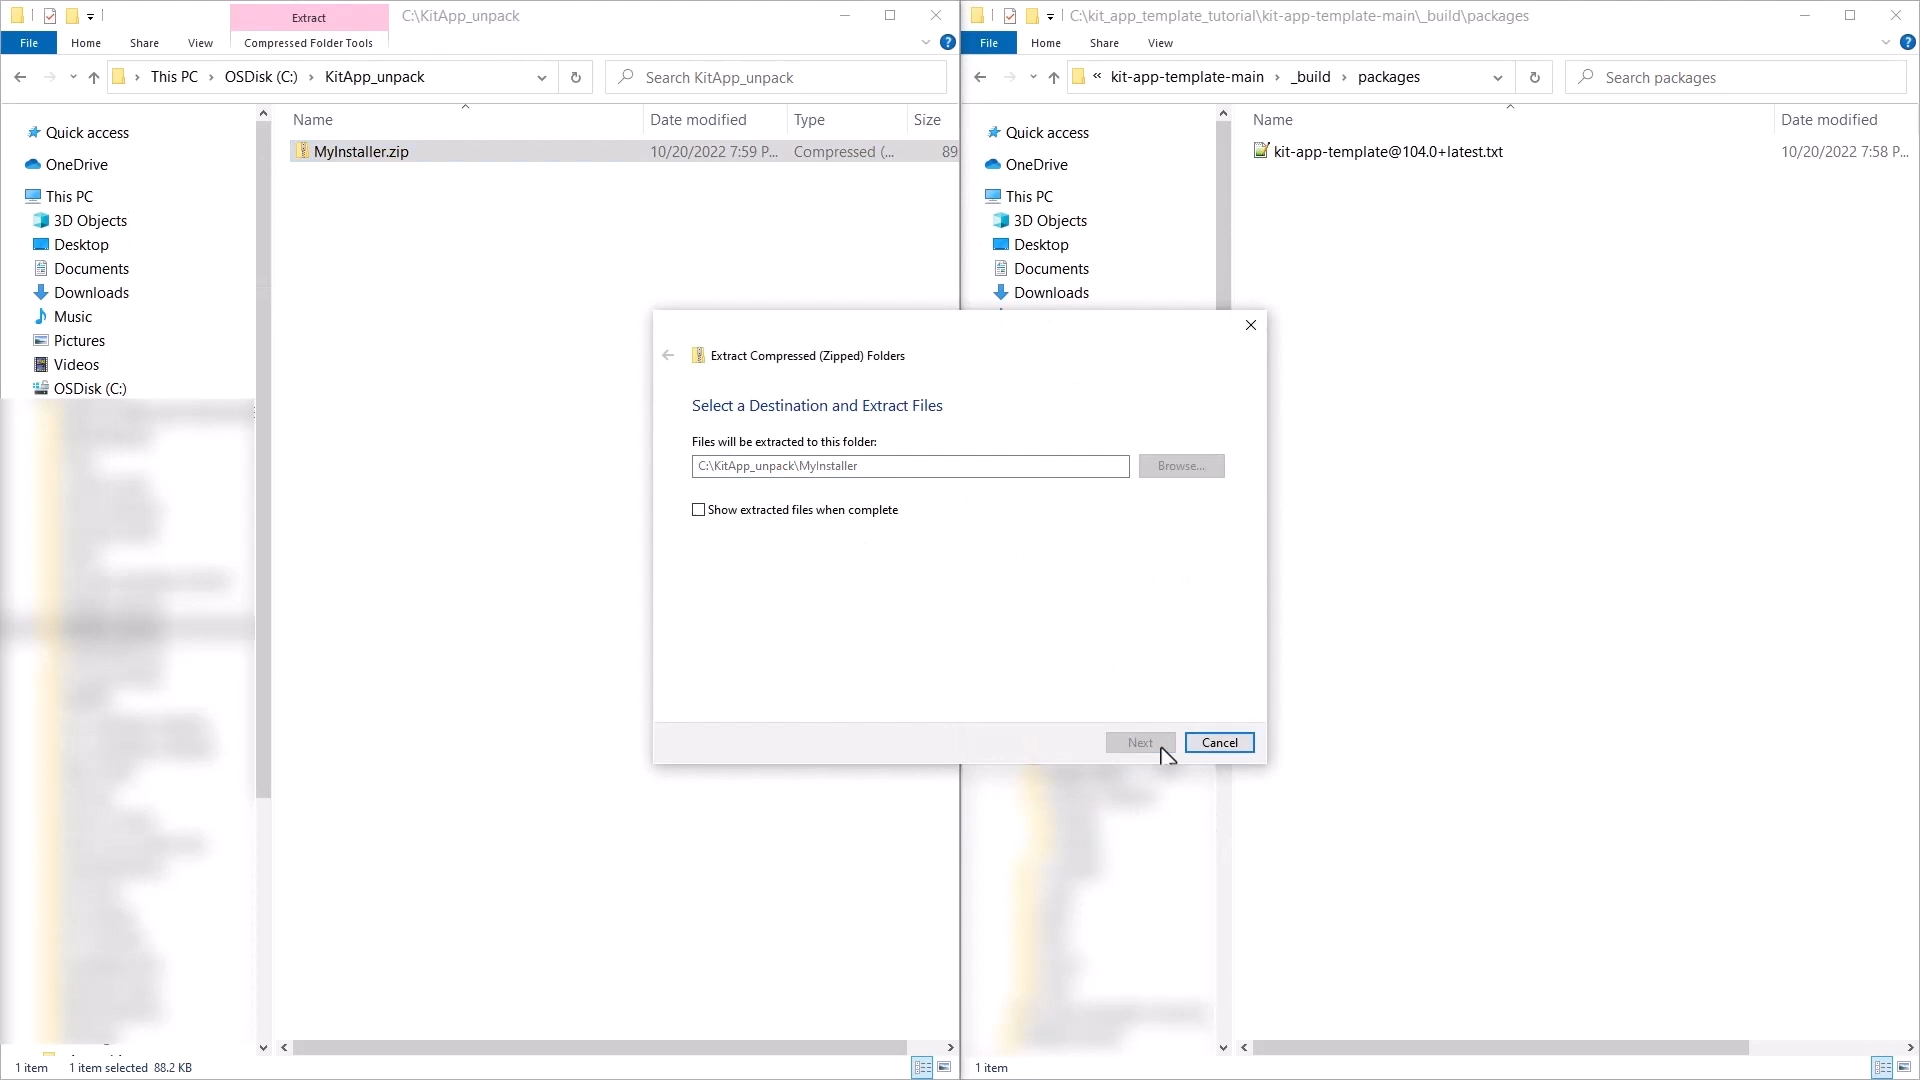 Extract
C:\KitApp_unpack
File
Home
Share
View
Compressed Folder Tools
This PC
OSDisk (C:)
KitApp_unpack
Search KitApp_unpack
Quick access
OneDrive
This PC
3D Objects
Desktop
Documents
Downloads
Music
Pictures
Videos
OSDisk (C:)
Name
Date modified
Type
Size
MyInstaller.zip
10/20/2022 7:59 P...
Compressed (...
89
1 item
1 item selected 88.2 KB
C:\kit_app_template_tutorial\kit-app-template-main\_build\packages
File
Home
Share
View
« kit-app-template-main
_build
packages
Search packages
Quick access
OneDrive
This PC
3D Objects
Desktop
Documents
Downloads
Name
Date modified
kit-app-template@104.0+latest.txt
10/20/2022 7:58 P...
1 item
Extract Compressed (Zipped) Folders
Select a Destination and Extract Files
Files will be extracted to this folder:
C:\KitApp_unpack\MyInstaller
Browse...
Show extracted files when complete
Next
Cancel